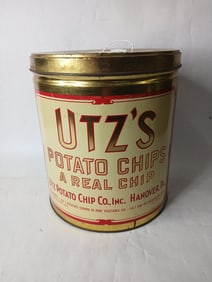 UTZ'S
POTATO CHIPS
A REAL CHIP
UTZ POTATO CHIP CO., INC. HANOVER, PA.